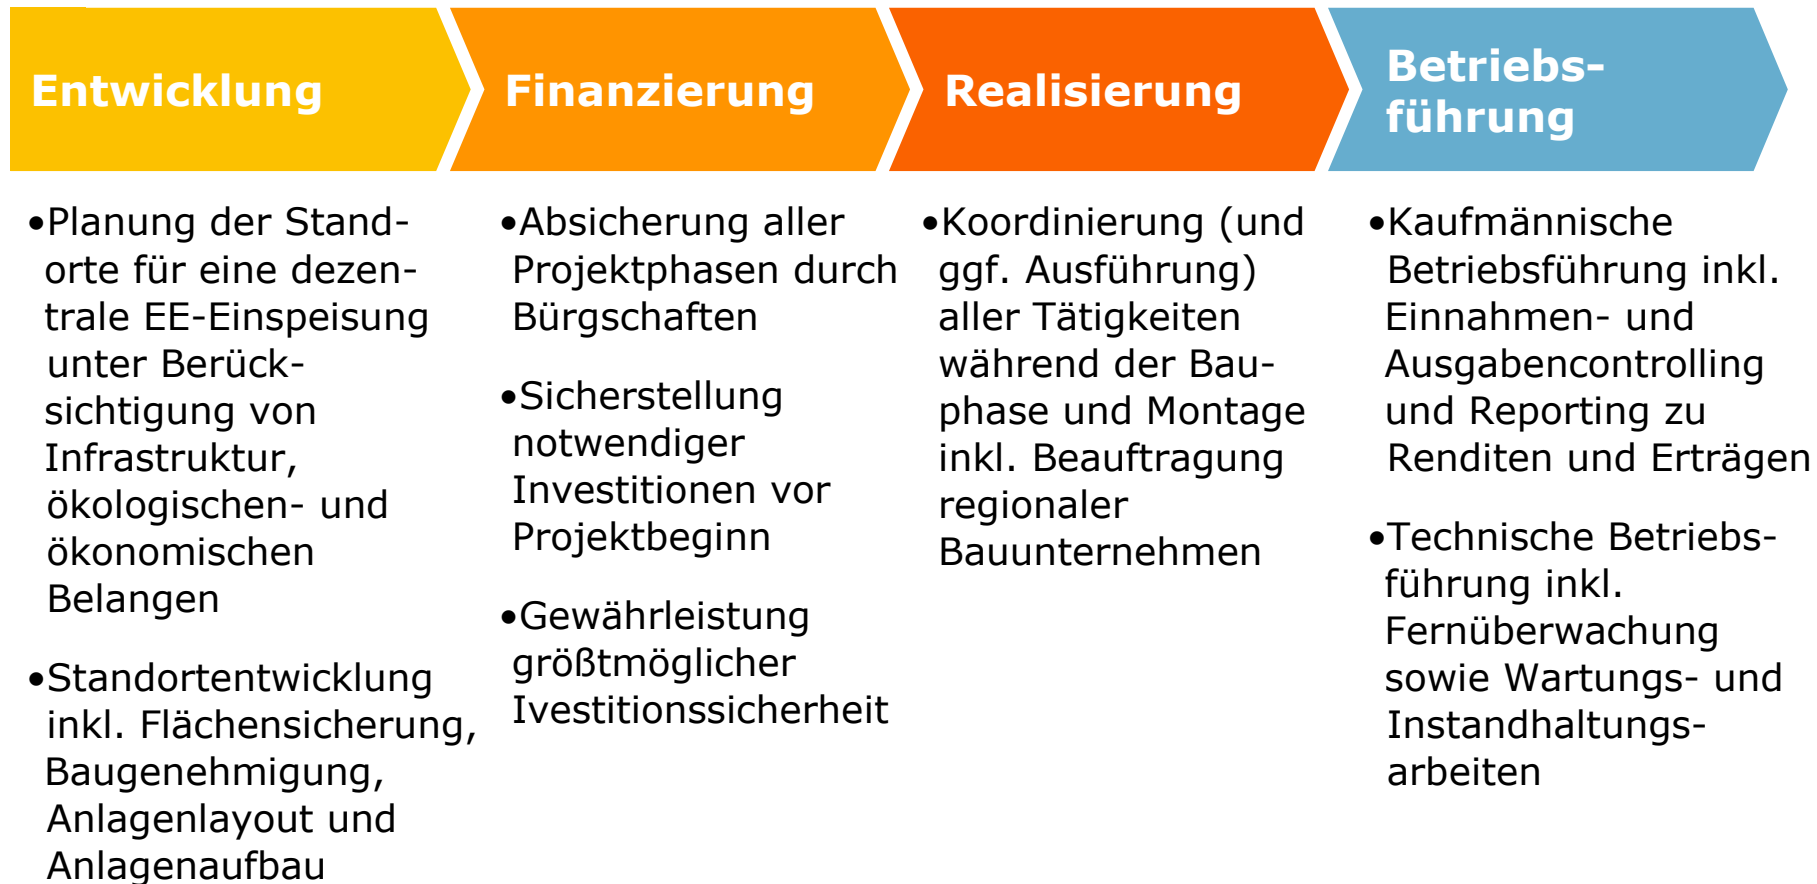 Entwicklung
Finanzierung
Realisierung
Betriebs-
führung
•Planung der Stand-
orte für eine dezen-
trale EE-Einspeisung
unter Berück-
sichtigung von
Infrastruktur,
ökologischen- und
ökonomischen
Belangen
•Standortentwicklung
inkl. Flächensicherung,
Baugenehmigung,
Anlagenlayout und
Anlagenaufbau
•Absicherung aller
Projektphasen durch
Bürgschaften
•Sicherstellung
notwendiger
Investitionen vor
Projektbeginn
•Gewährleistung
größtmöglicher
Ivestitionssicherheit
•Koordinierung (und
ggf. Ausführung)
aller Tätigkeiten
während der Bau-
phase und Montage
inkl. Beauftragung
regionaler
Bauunternehmen
•Kaufmännische
Betriebsführung inkl.
Einnahmen- und
Ausgabencontrolling
und Reporting zu
Renditen und Erträgen
•Technische Betriebs-
führung inkl.
Fernüberwachung
sowie Wartungs- und
Instandhaltungs-
arbeiten